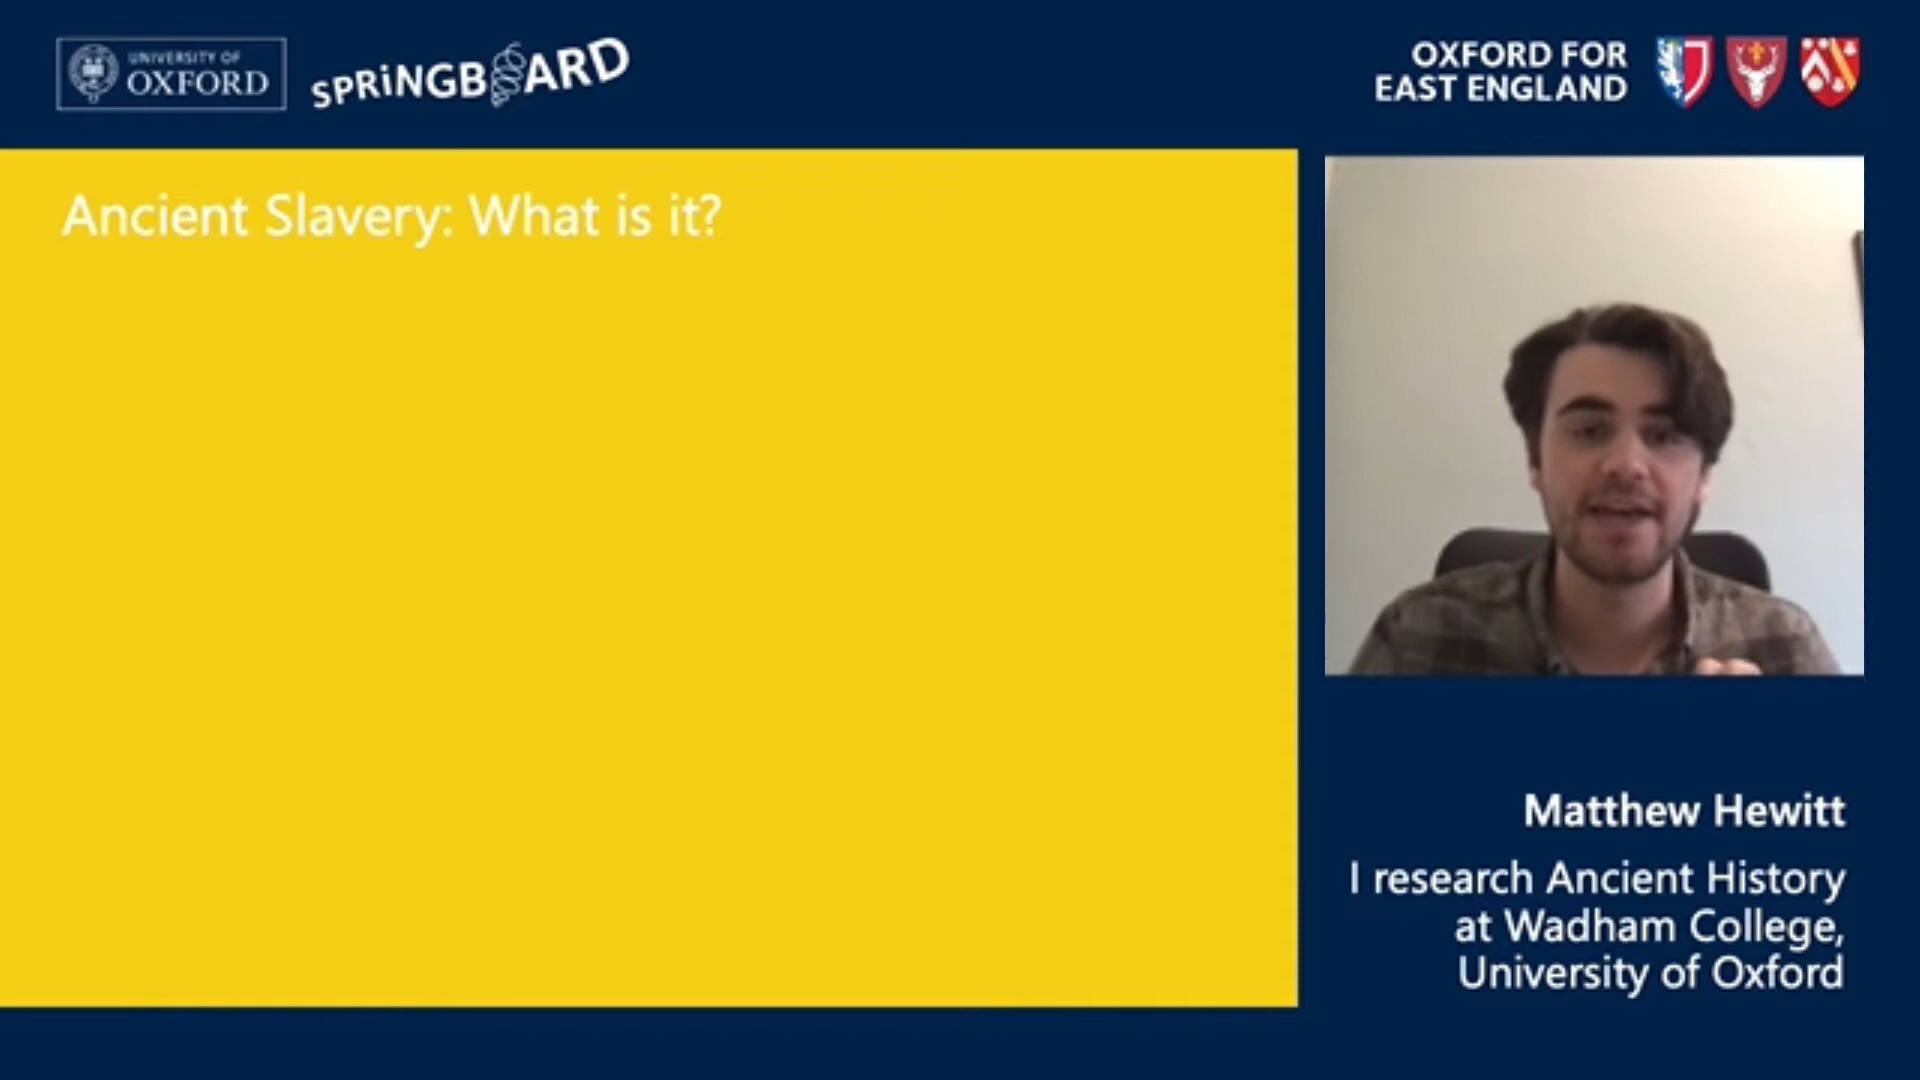 UNIVERSITY OF
OXFORD
SPRiNGBOARD
OXFORD FOR
EAST ENGLAND
Ancient Slavery: What is it?
Matthew Hewitt
I research Ancient History
at Wadham College,
University of Oxford